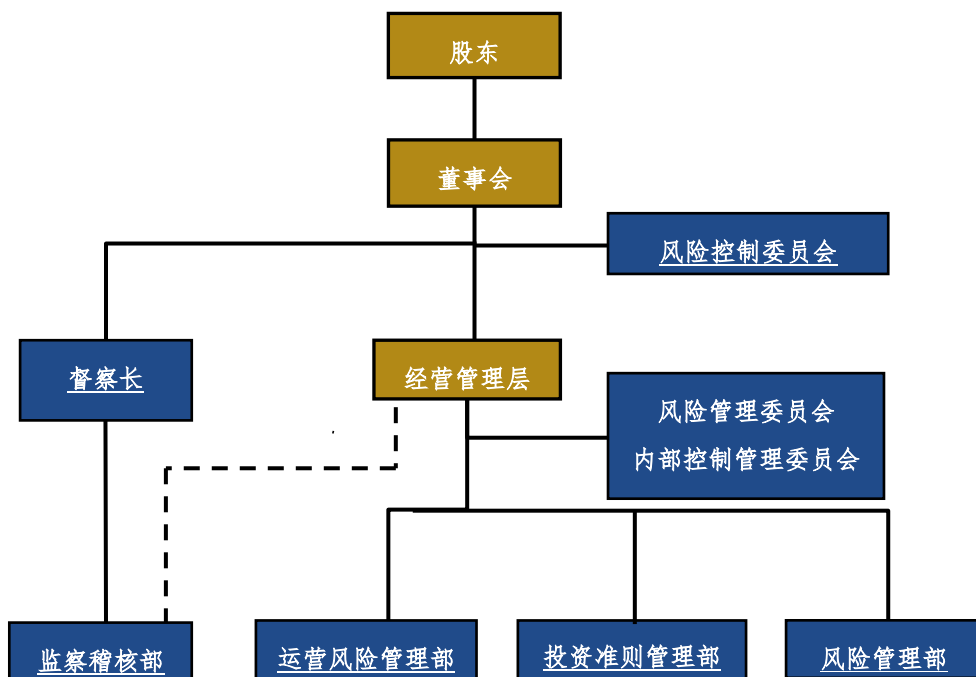 股东
董事会
风险控制委员会
督察长
经营管理层
风险管理委员会
内部控制管理委员会
监察稽核部
运营风险管理部
投资准则管理部
风险管理部